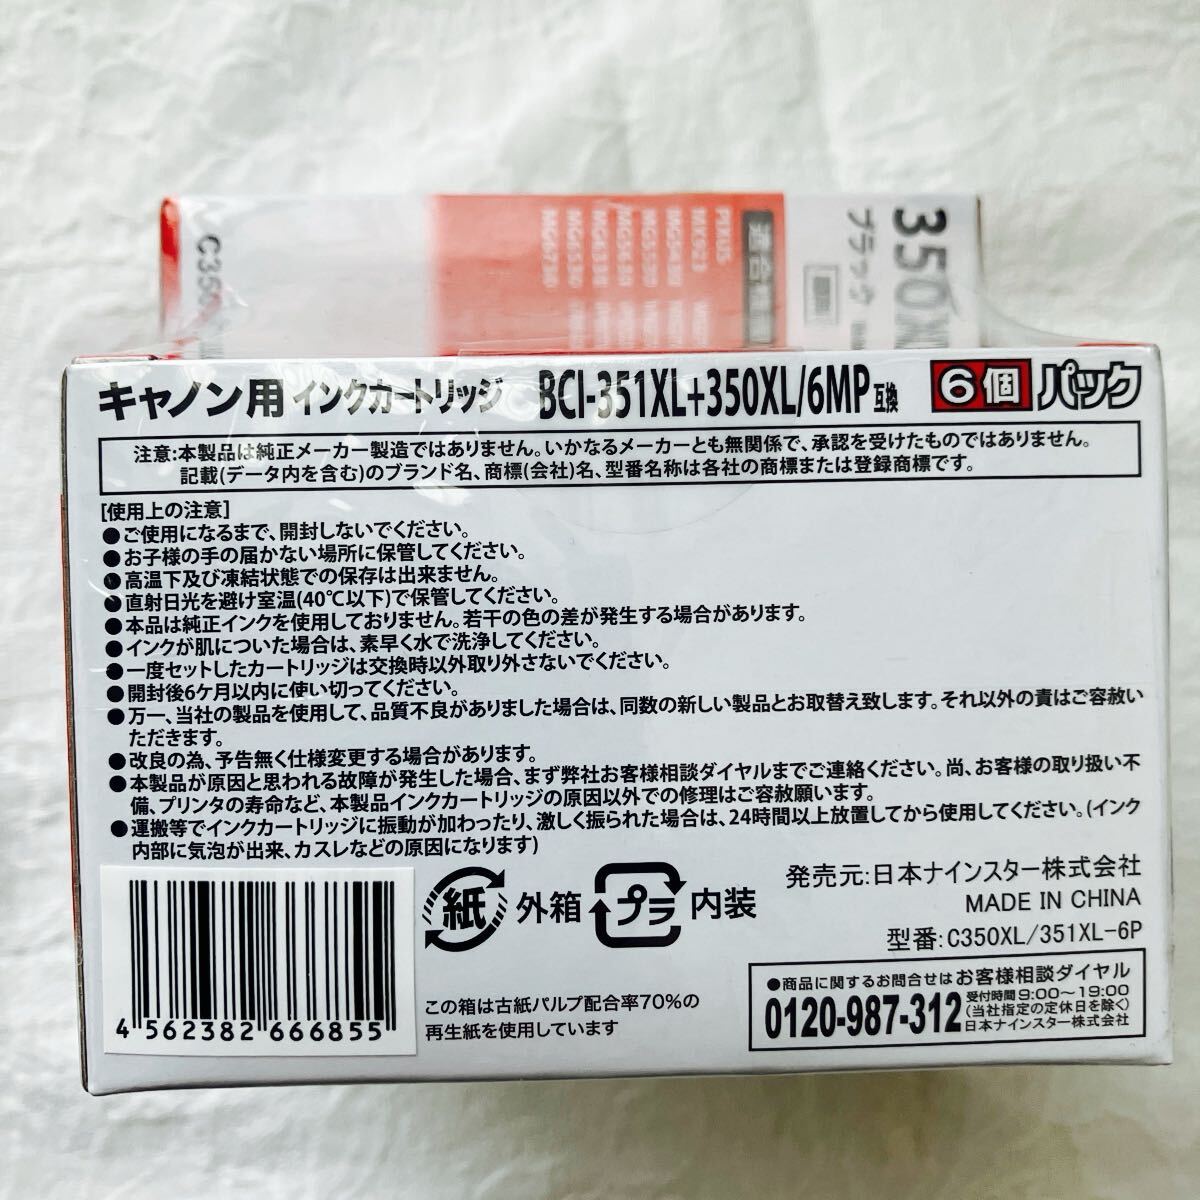 350
ブラック
適合
PIXUS
MX923
MG5430
MG5530
MG5630
MG6330
MG6530
MG6730
C350
キャノン用 インクカートリッジ BCI-351XL+350XL/6MP互換 6個パック
注意:本製品は純正メーカー製造ではありません。いかなるメーカーとも無関係で、承認を受けたものではありません。
記載(データ内を含む)のブランド名、商標(会社)名、型番名称は各社の商標または登録商標です。
[使用上の注意]
●ご使用になるまで、開封しないでください。
●お子様の手の届かない場所に保管してください。
●高温下及び凍結状態での保存は出来ません。
●直射日光を避け室温(40℃以下)で保管してください。
●本品は純正インクを使用しておりません。若干の色の差が発生する場合があります。
●インクが肌についた場合は、素早く水で洗浄してください。
●一度セットしたカートリッジは交換時以外取り外さないでください。
●開封後6ケ月以内に使い切ってください。
●万一、当社の製品を使用して、品質不良がありました場合は、同数の新しい製品とお取替え致します。それ以外の責はご容赦い
ただきます。
●改良の為、予告無く仕様変更する場合があります。
●本製品が原因と思われる故障が発生した場合、まず弊社お客様相談ダイヤルまでご連絡ください。尚、お客様の取り扱い不
備、プリンタの寿命など、本製品インクカートリッジの原因以外での修理はご容赦願います。
●運搬等でインクカートリッジに振動が加わったり、激しく振られた場合は、24時間以上放置してから使用してください。(インク
内部に気泡が出来、カスレなどの原因になります)
紙 外箱 プラ 内装
発売元:日本ナインスター株式会社
MADE IN CHINA
型番:C350XL/351XL-6P
4 562382 666855
この箱は古紙パルプ配合率70%の
再生紙を使用しています
●商品に関するお問合せはお客様相談ダイヤル
0120-987-312
受付時間9:00〜19:00
(当社指定の定休日を除く)
日本ナインスター株式会社